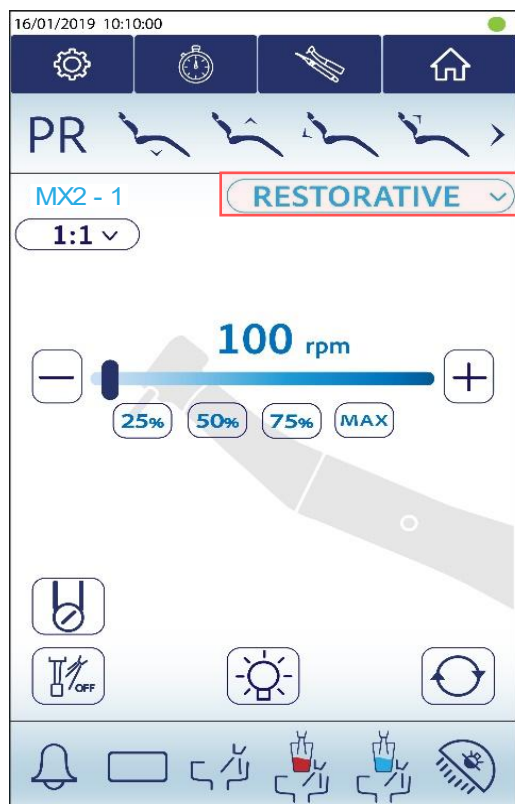 16/01/2019 10:10:00
PR
MX2 - 1 RESTORATIVE
1:1
100 rpm
25% 50% 75% MAX
OFF